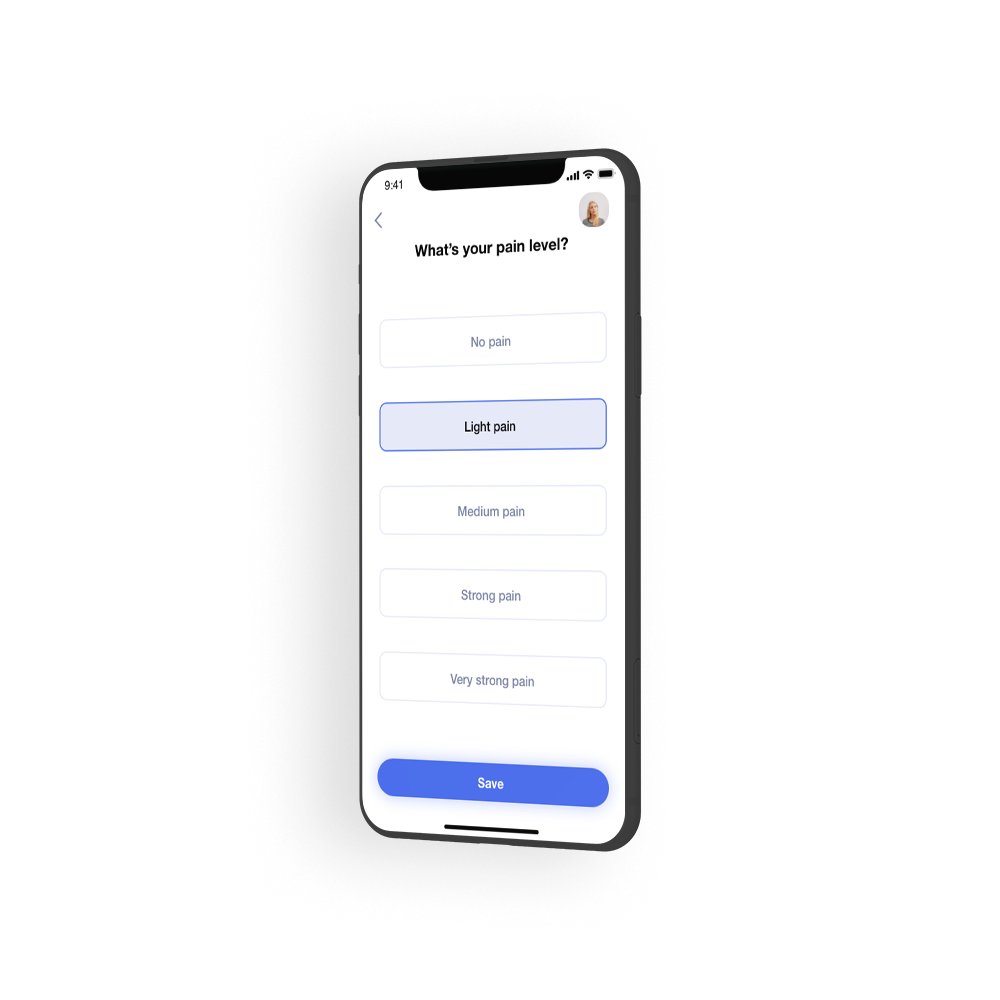 9:41
What's your pain level?
No pain
Light pain
Medium pain
Strong pain
Very strong pain
Save